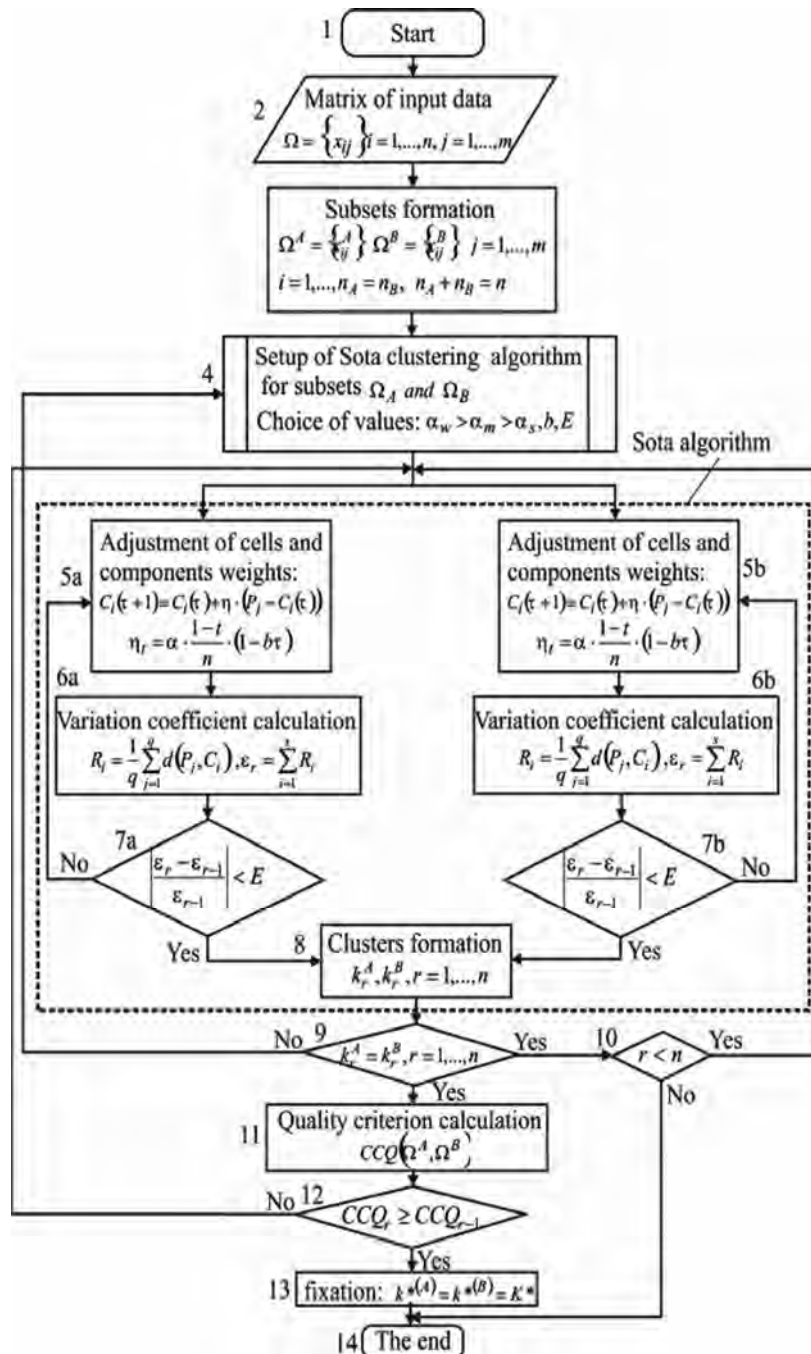 1
Start
2
Matrix of input data
Ω = {x_ij} i = 1,...,n, j = 1,...,m
Subsets formation
Ω^A = {x_ij^A} Ω^B = {x_ij^B} j = 1,...,m
i = 1,...,n_A = n_B, n_A + n_B = n
4
Setup of Sota clustering algorithm
for subsets Ω_A and Ω_B
Choice of values: α_w > α_m > α_s, b, E
Sota algorithm
5a
Adjustment of cells and
components weights:
C_i(τ + 1) = C_i(τ) + η · (P_j − C_i(τ))
η_t = α · (1 − t)/n · (1 − bτ)
Adjustment of cells and
components weights:
C_i(τ + 1) = C_i(τ) + η · (P_j − C_i(τ))
η_t = α · (1 − t)/n · (1 − bτ)
5b
6a
Variation coefficient calculation
R_i = 1/q ∑_{j=1}^{q} d(P_j, C_i), ε_r = ∑_{i=1}^{s} R_i
6b
Variation coefficient calculation
R_i = 1/q ∑_{j=1}^{q} d(P_j, C_i), ε_r = ∑_{i=1}^{s} R_i
7a
No
|(ε_r − ε_{r−1})/ε_{r−1}| < E
Yes
7b
No
|(ε_r − ε_{r−1})/ε_{r−1}| < E
Yes
8
Clusters formation
k_r^A, k_r^B, r = 1,...,n
No
9
k_r^A = k_r^B, r = 1,...,n
Yes
10
r < n
Yes
No
Yes
11
Quality criterion calculation
CCQ(Ω^A, Ω^B)
No
12
CCQ_r ≥ CCQ_{r−1}
Yes
13
fixation: k*^(A) = k*^(B) = K*
14
The end